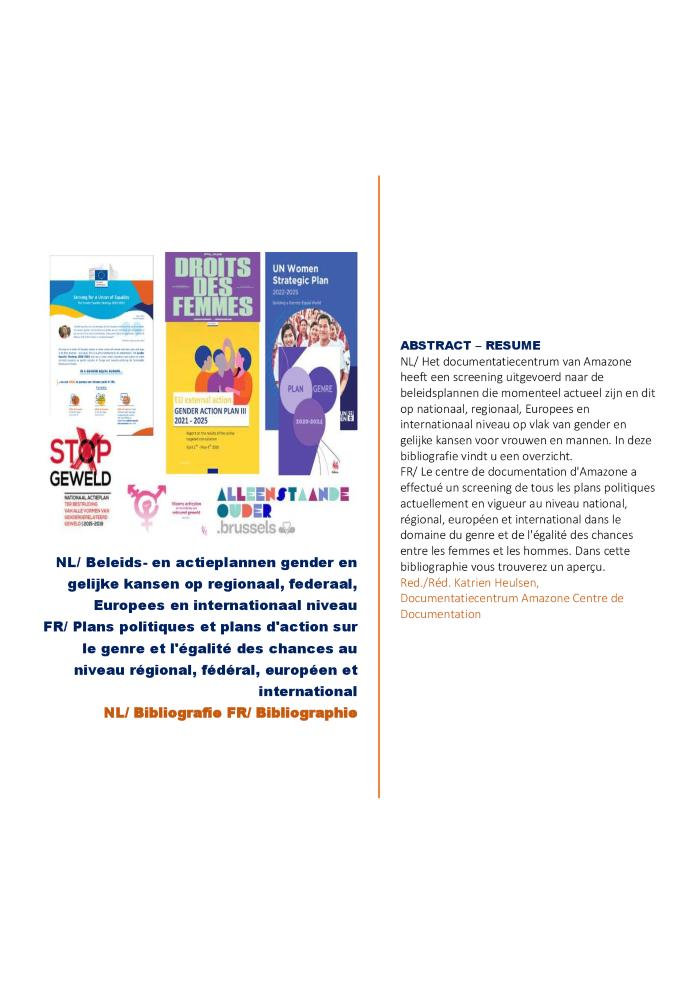 Striving for a Union of Equality
DROITS
DES
FEMMES
EU external action
GENDER ACTION PLAN III
2021 - 2025
UN Women
Strategic Plan
2022-2025
Building a Gender Equal World
PLAN
GENRE
2020-2024
UN
STOP
GEWELD
NATIONAAL ACTIEPLAN
TER BESTRIJDING
VAN ALLE VORMEN VAN
GENDERGERELATEERD
GEWELD 2015-2019
ALLEENSTAANDE
OUDER
.brussels
NL/ Beleids- en actieplannen gender en
gelijke kansen op regionaal, federaal,
Europees en internationaal niveau
FR/ Plans politiques et plans d'action sur
le genre et l'égalité des chances au
niveau régional, fédéral, européen et
international
NL/ Bibliografie FR/ Bibliographie
ABSTRACT – RESUME
NL/ Het documentatiecentrum van Amazone
heeft een screening uitgevoerd naar de
beleidsplannen die momenteel actueel zijn en dit
op nationaal, regionaal, Europees en
internationaal niveau op vlak van gender en
gelijke kansen voor vrouwen en mannen. In deze
bibliografie vindt u een overzicht.
FR/ Le centre de documentation d'Amazone a
effectué un screening de tous les plans politiques
actuellement en vigueur au niveau national,
régional, européen et international dans le
domaine du genre et de l'égalité des chances
entre les femmes et les hommes. Dans cette
bibliographie vous trouverez un aperçu.
Red./Réd. Katrien Heulsen,
Documentatiecentrum Amazone Centre de
Documentation